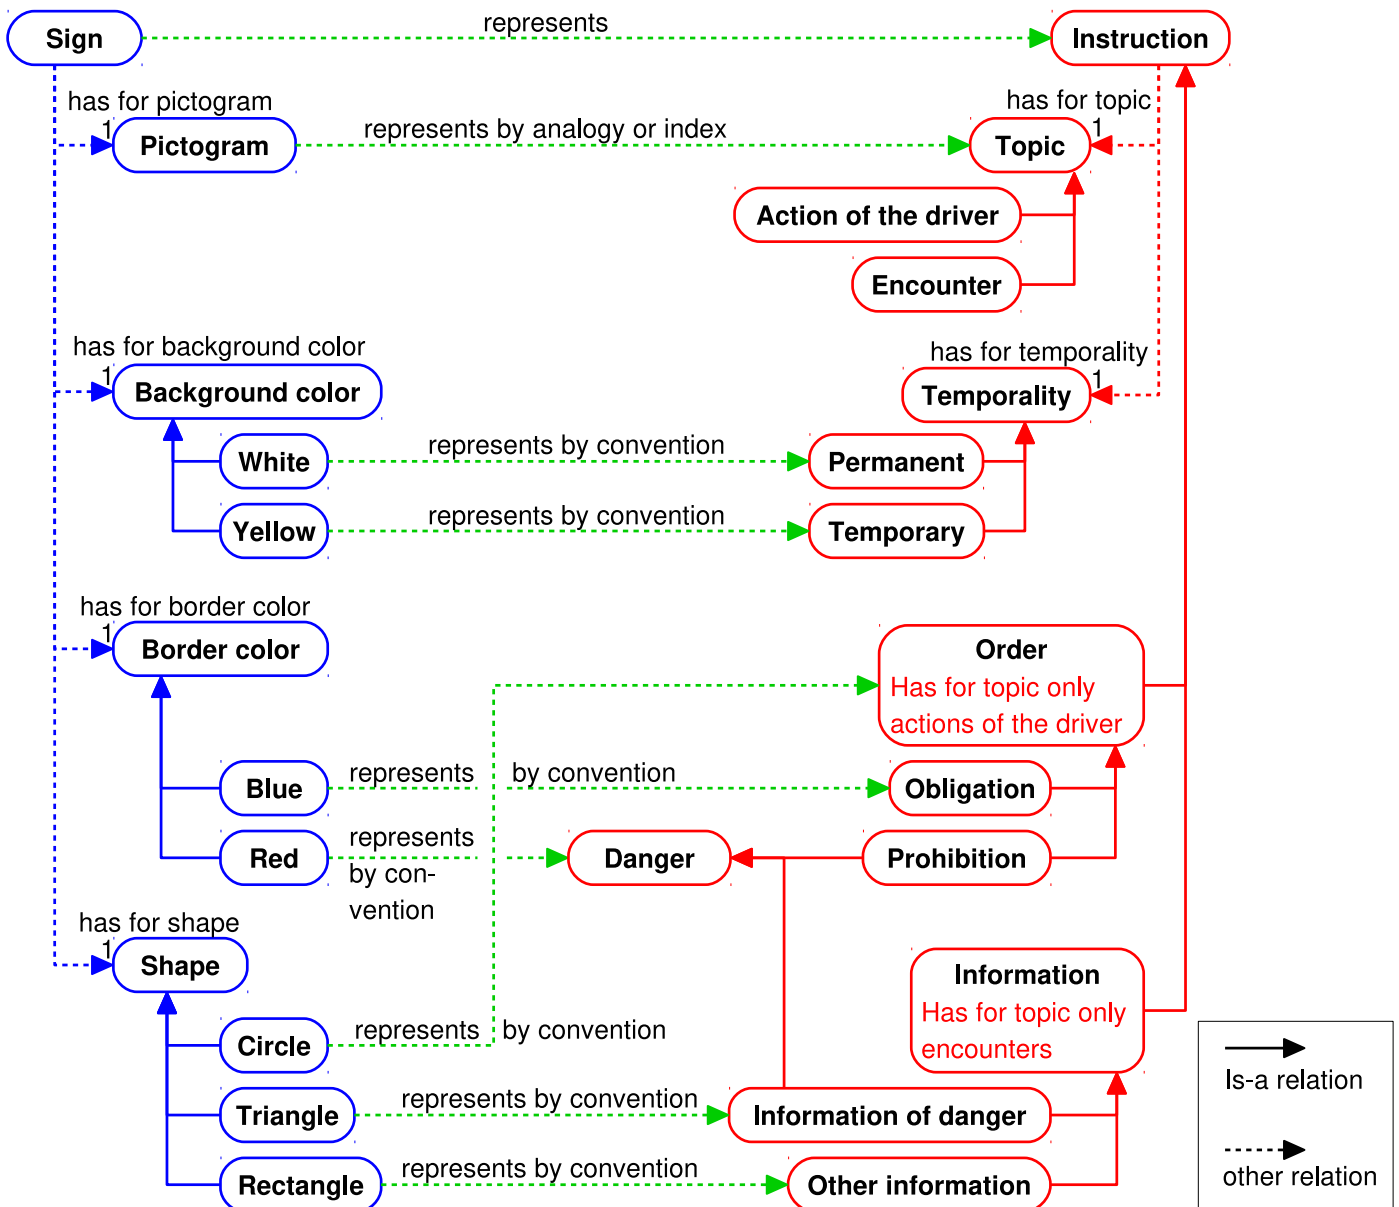 Sign
represents
Instruction
has for pictogram
1
Pictogram
represents by analogy or index
has for topic
1
Topic
Action of the driver
Encounter
has for background color
1
Background color
has for temporality
1
Temporality
White
represents by convention
Permanent
Yellow
represents by convention
Temporary
has for border color
1
Border color
Order
Has for topic only
actions of the driver
Blue
represents by convention
Obligation
Red
represents
by con-
vention
Danger
Prohibition
has for shape
1
Shape
Information
Has for topic only
encounters
Circle
represents by convention
Triangle
represents by convention
Information of danger
Rectangle
represents by convention
Other information
Is-a relation
other relation